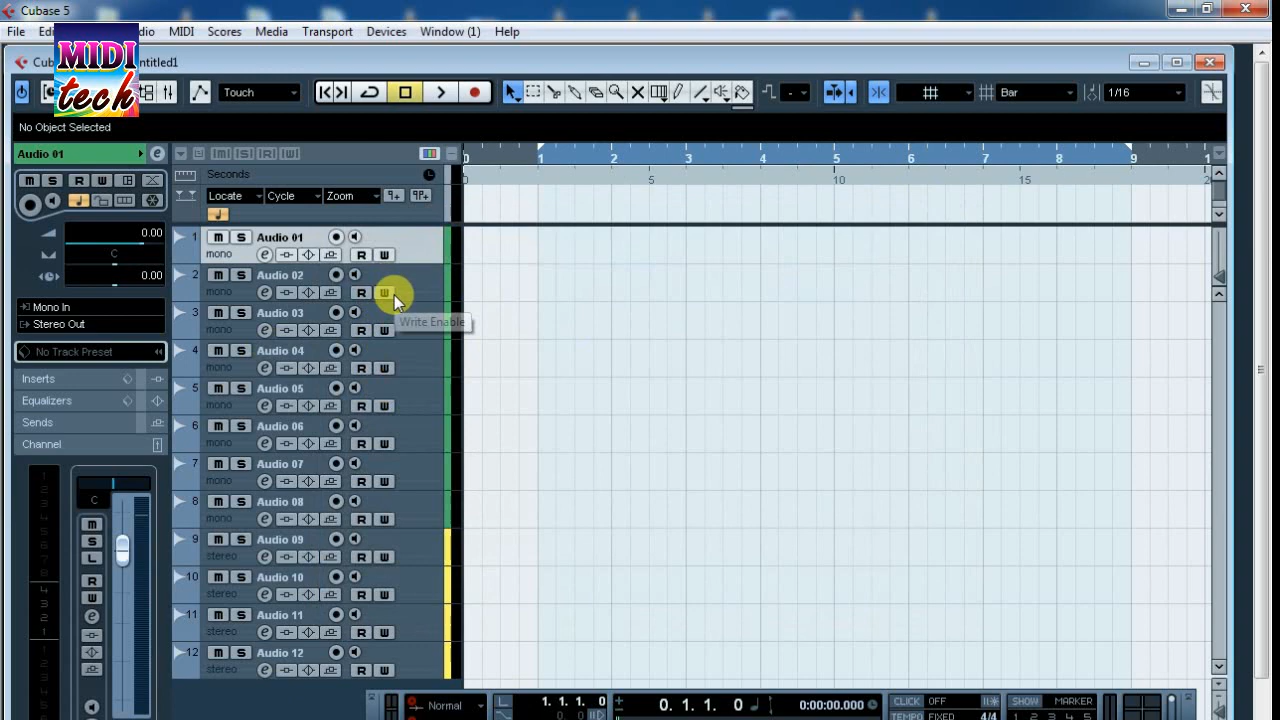 Cubase 5
File Edi dio MIDI Scores Media Transport Devices Window (1) Help
MIDI
tech
Cub ntitled1
Touch
Bar
1/16
No Object Selected
Audio 01
Seconds
1 2 3 4 5 6 7 8 9
5 10 15
Locate Cycle Zoom
M S R W
0.00
C
0.00
Mono In
Stereo Out
No Track Preset
Inserts
Equalizers
Sends
Channel
C
M
S
L
R
W
e
1 M S Audio 01
mono e R W
2 M S Audio 02
mono e R W
Write Enable
3 M S Audio 03
mono e R W
4 M S Audio 04
mono e R W
5 M S Audio 05
mono e R W
6 M S Audio 06
mono e R W
7 M S Audio 07
mono e R W
8 M S Audio 08
mono e R W
9 M S Audio 09
stereo e R W
10 M S Audio 10
stereo e R W
11 M S Audio 11
stereo e R W
12 M S Audio 12
stereo e R W
Normal
1. 1. 1. 0
0. 1. 1. 0
0:00:00.000
CLICK OFF
TEMPO FIXED 4/4
SHOW MARKER
1 2 3 4 5